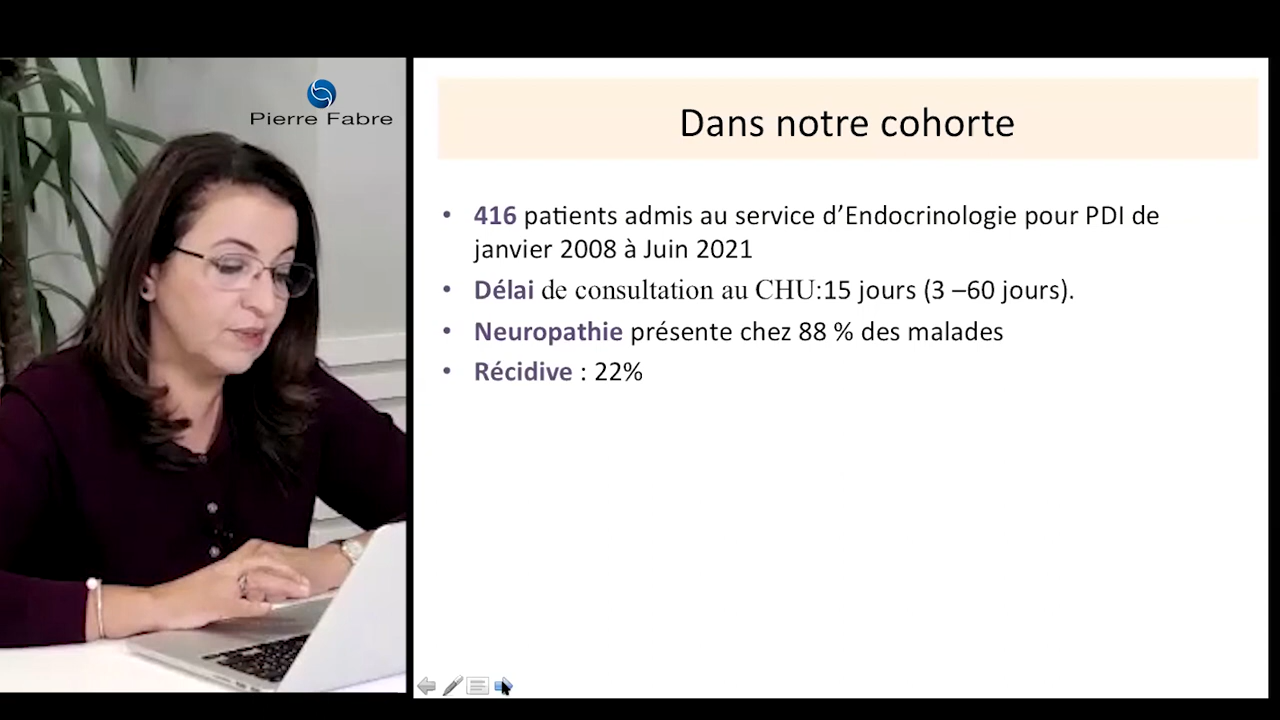 Pierre Fabre
Dans notre cohorte
• 416 patients admis au service d’Endocrinologie pour PDI de
janvier 2008 à Juin 2021
• Délai de consultation au CHU:15 jours (3 –60 jours).
• Neuropathie présente chez 88 % des malades
• Récidive : 22%